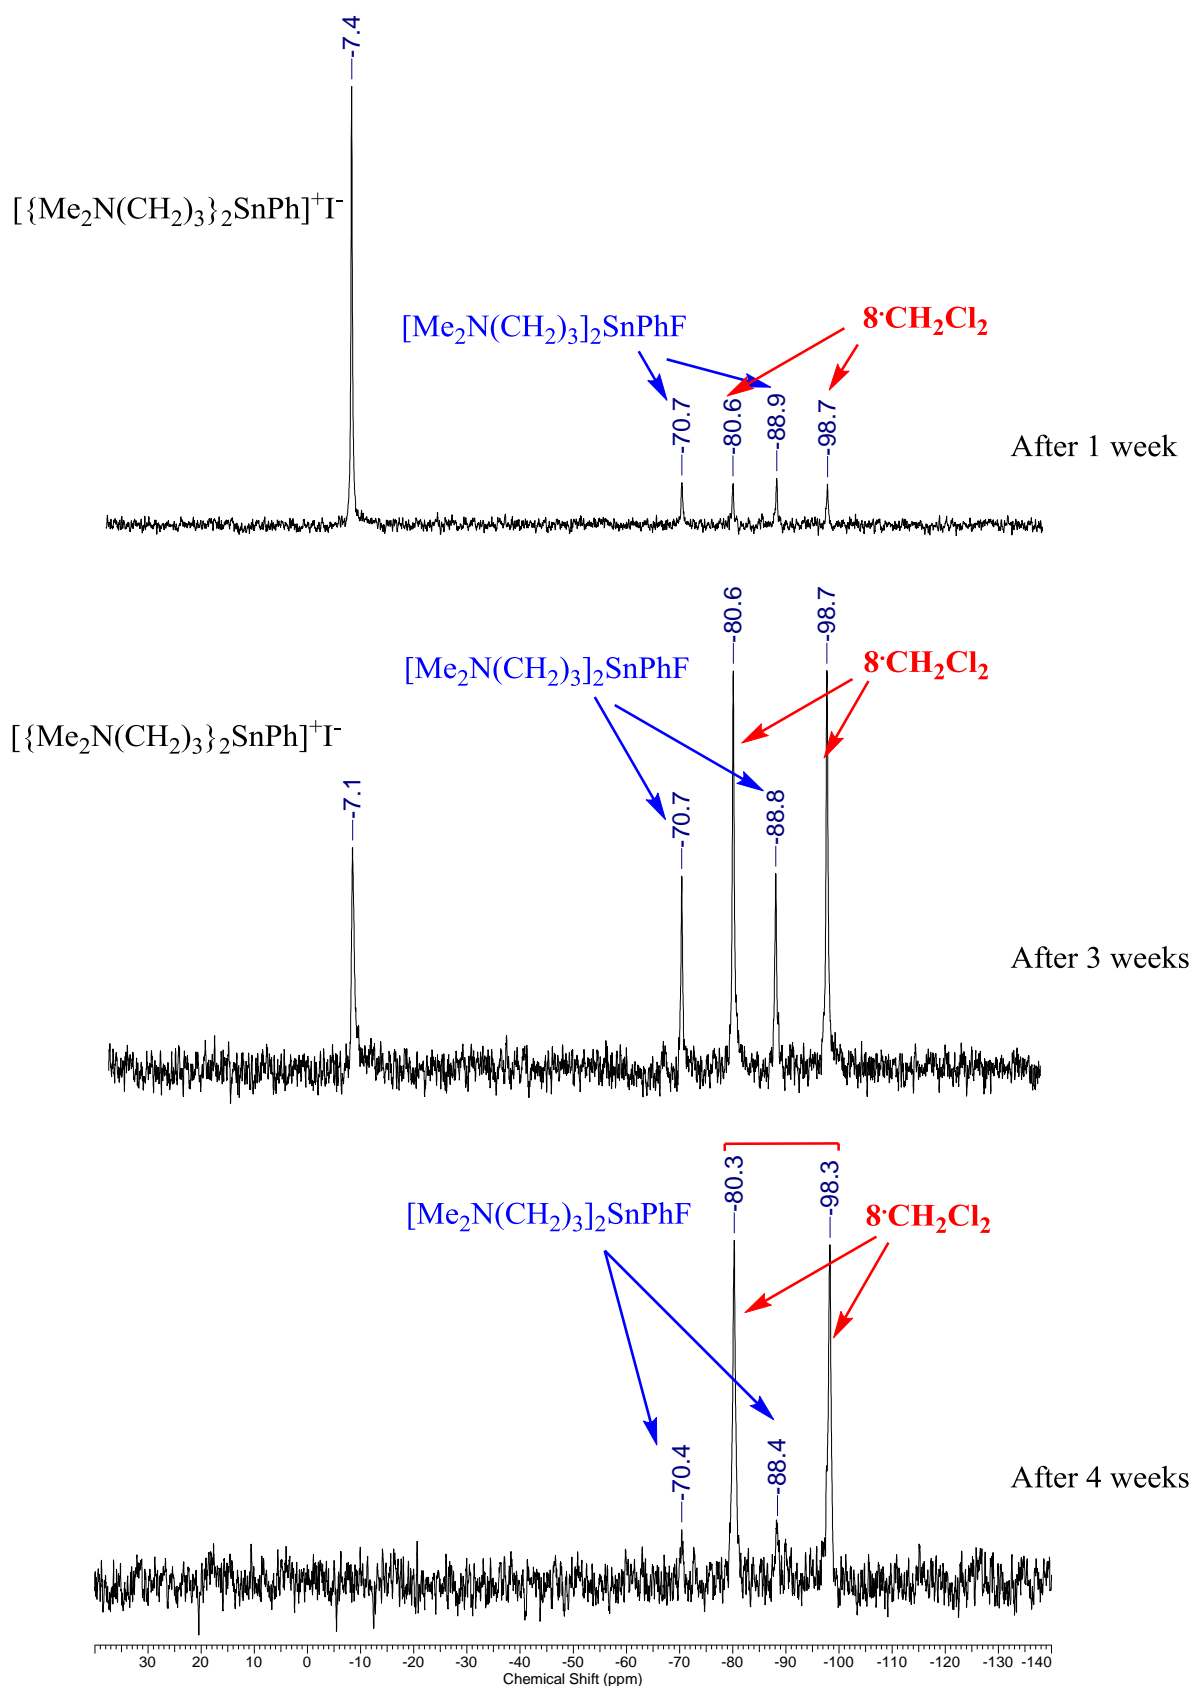 -7.4
[{Me₂N(CH₂)₃}₂SnPh]⁺I⁻
[Me₂N(CH₂)₃]₂SnPhF
8·CH₂Cl₂
-70.7
-80.6
-88.9
-98.7
After 1 week
-80.6
-98.7
[Me₂N(CH₂)₃]₂SnPhF
8·CH₂Cl₂
[{Me₂N(CH₂)₃}₂SnPh]⁺I⁻
-7.1
-70.7
-88.8
After 3 weeks
-80.3
-98.3
[Me₂N(CH₂)₃]₂SnPhF
8·CH₂Cl₂
-70.4
-88.4
After 4 weeks
30 20 10 0 -10 -20 -30 -40 -50 -60 -70 -80 -90 -100 -110 -120 -130 -140
Chemical Shift (ppm)